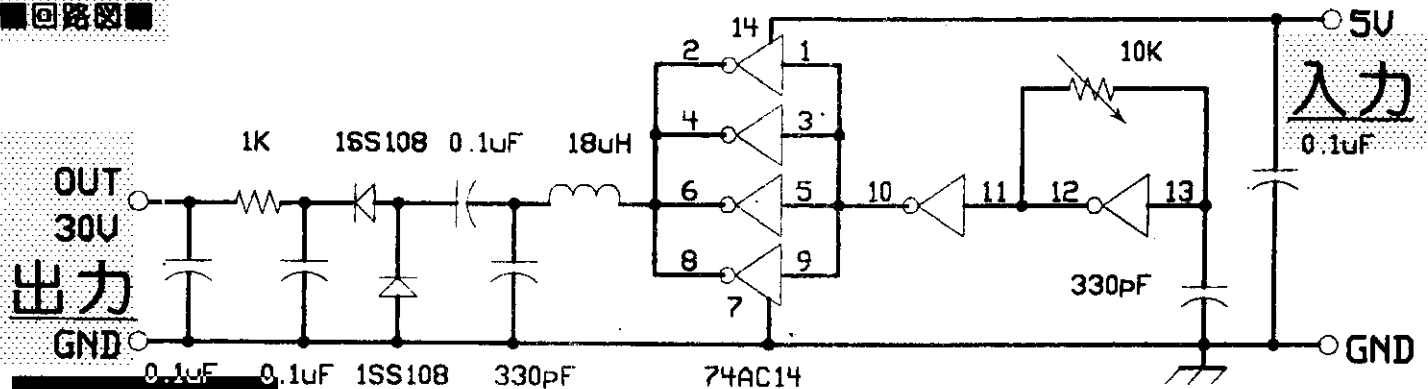 ■回路図■
14
5V
2
1
10K
入力
4
3
0.1uF
1K
1SS108
0.1uF
18uH
OUT
6
5
10
11
12
13
30V
出力
8
9
7
330pF
GND
GND
0.1uF
0.1uF
1SS108
330pF
74AC14